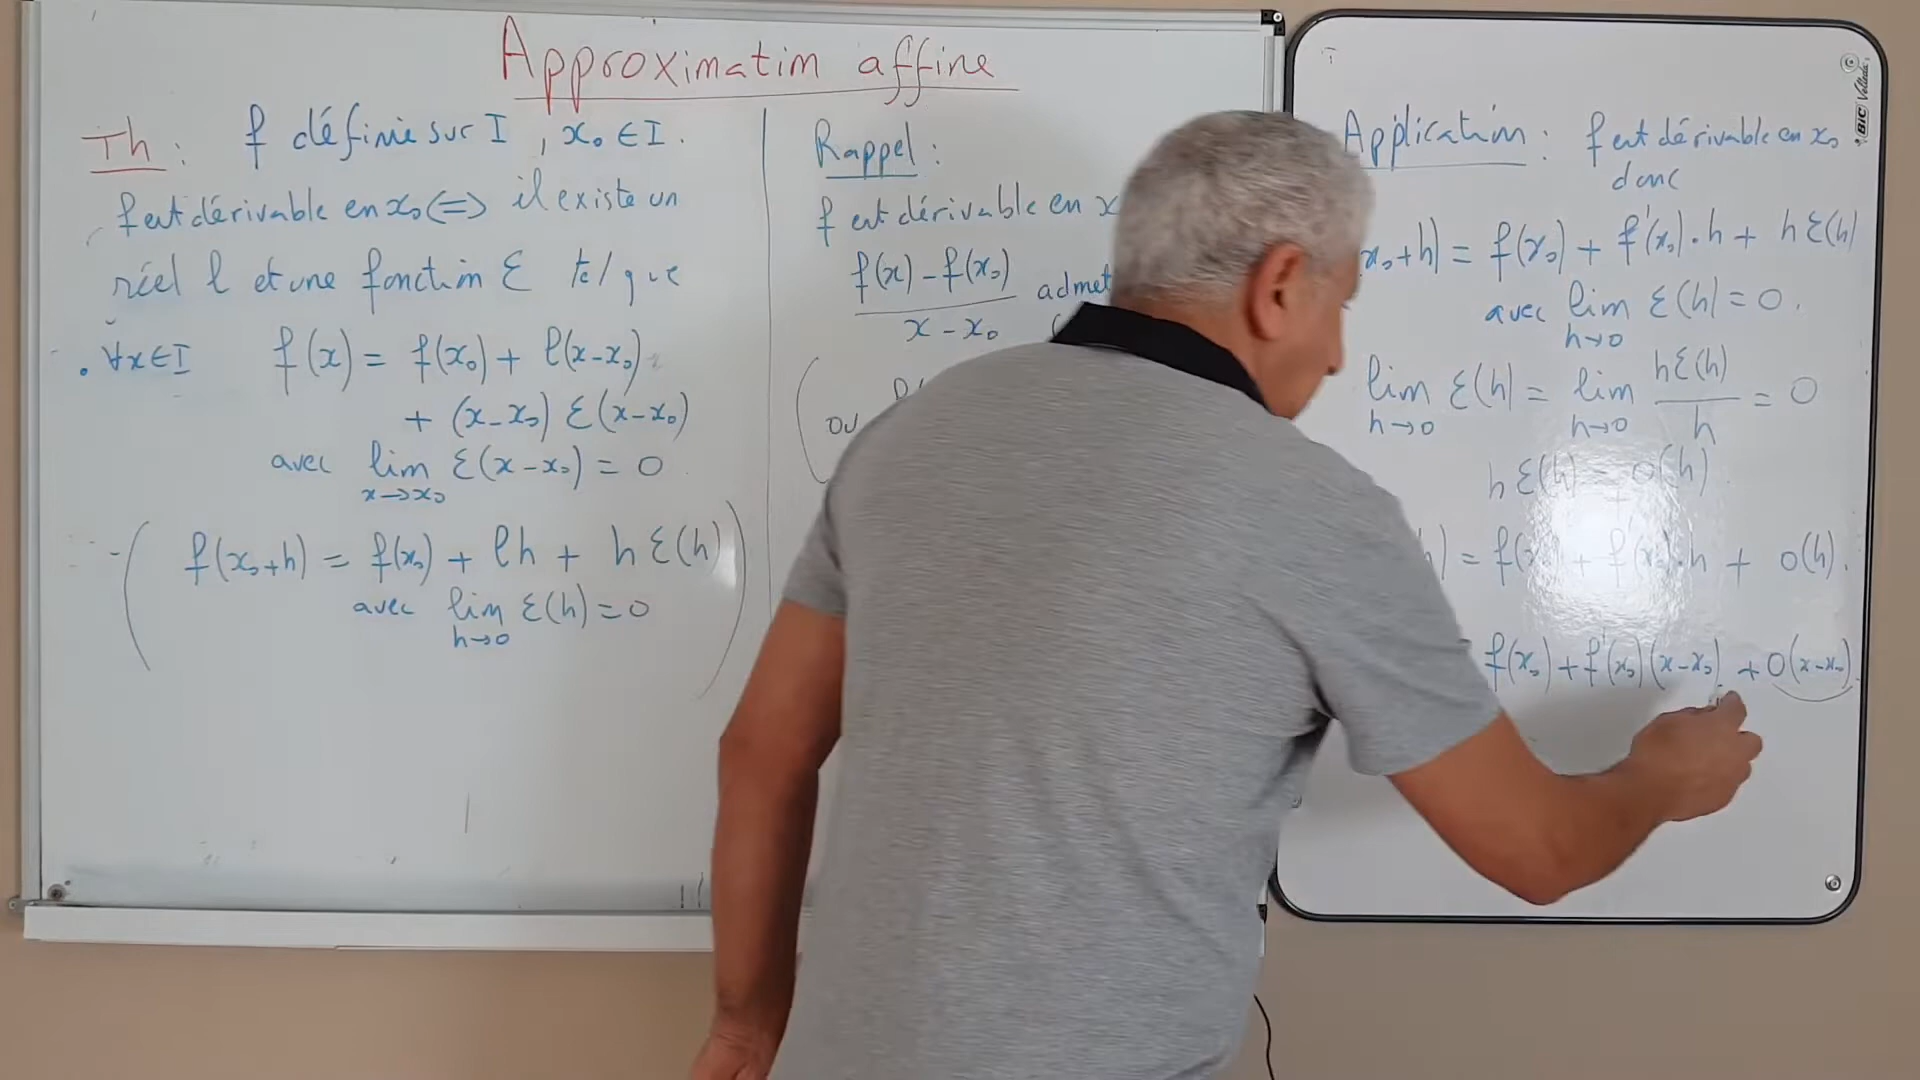 Approximation affine
Th : f définie sur I , x₀ ∈ I .
f est dérivable en x₀ <=> il existe un
réel l et une fonction ε tel que
. ∀x∈I f(x) = f(x₀) + l(x-x₀)
+ (x-x₀) ε(x-x₀)
avec lim ε(x-x₀) = 0
x→x₀
( f(x₀+h) = f(x₀) + lh + h ε(h)
avec lim ε(h) = 0 )
h→0
Rappel :
f est dérivable en x
f(x) - f(x₀) admet
x - x₀
( ou
Application : f est dérivable en x₀
donc
x₀+h) = f(x₀) + f'(x₀).h + h ε(h)
avec lim ε(h) = 0 .
h→0
lim ε(h) = lim hε(h)/h = 0
h→0 h→0
h ε(h) = o(h)
) = f(x₀) + f'(x₀).h + o(h) .
f(x₀) + f'(x₀)(x-x₀) + o(x-x₀)
BIC Velleda